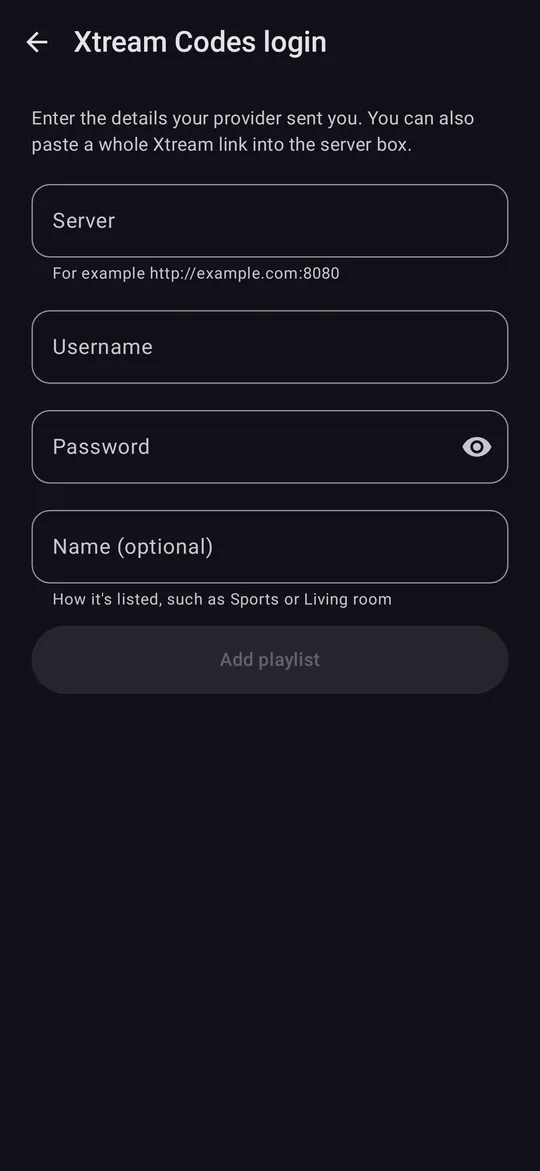 Xtream Codes login
Enter the details your provider sent you. You can also
paste a whole Xtream link into the server box.
Server
For example http://example.com:8080
Username
Password
Name (optional)
How it's listed, such as Sports or Living room
Add playlist